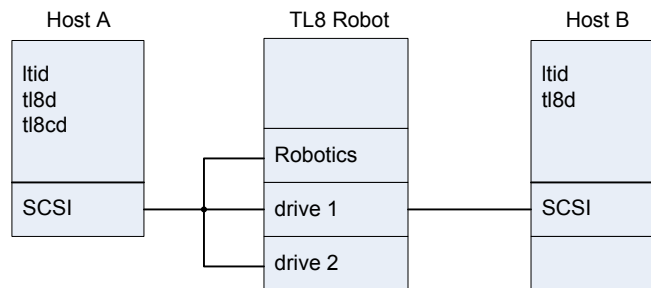 Host A
TL8 Robot
Host B
ltid
tl8d
tl8cd
ltid
tl8d
Robotics
SCSI
drive 1
SCSI
drive 2